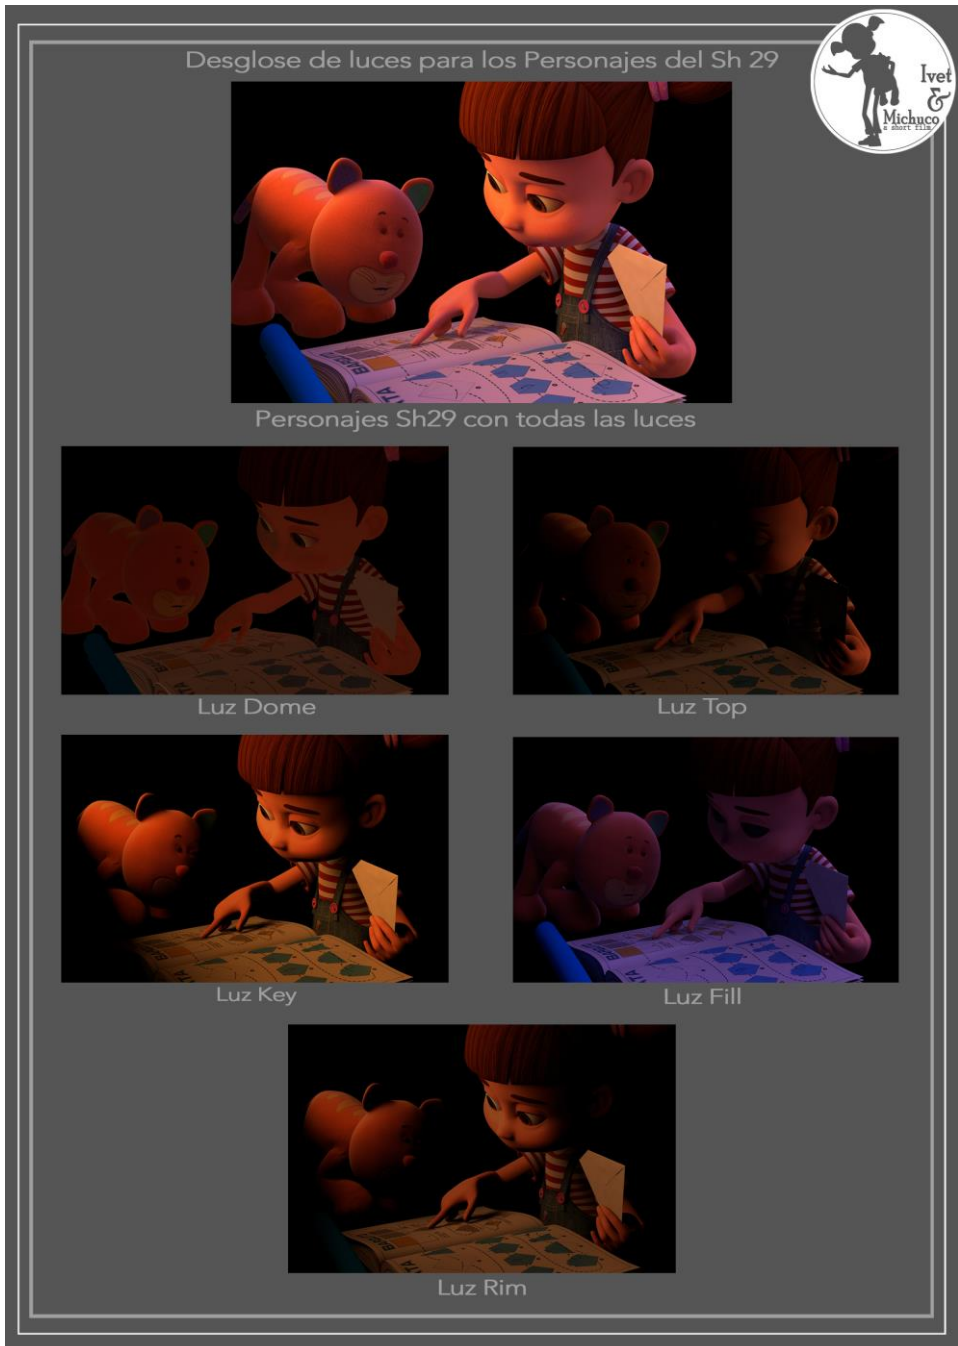 Desglose de luces para los Personajes del Sh 29
Ivet
&
Michuco
a short film
BARQUITO
Personajes Sh29 con todas las luces
Luz Dome
Luz Top
Luz Key
Luz Fill
Luz Rim